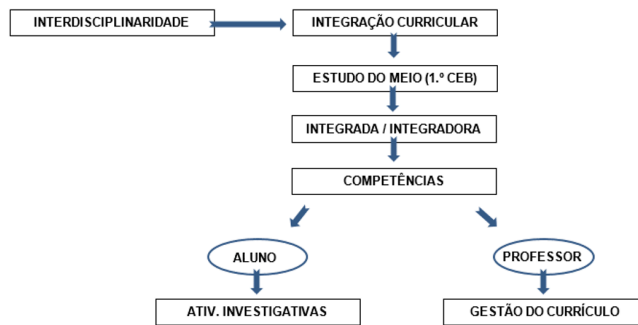 INTERDISCIPLINARIDADE
INTEGRAÇÃO CURRICULAR
ESTUDO DO MEIO (1.º CEB)
INTEGRADA / INTEGRADORA
COMPETÊNCIAS
ALUNO
PROFESSOR
ATIV. INVESTIGATIVAS
GESTÃO DO CURRÍCULO